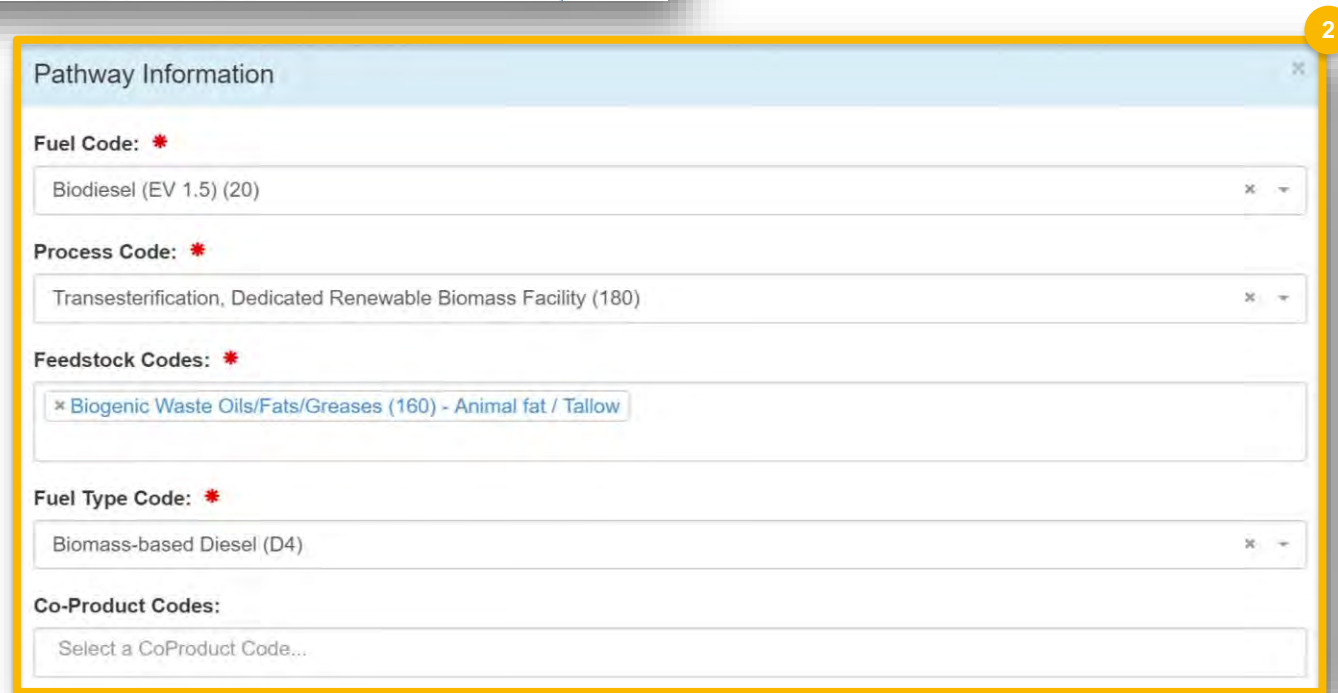 2
Pathway Information
Fuel Code: *
Biodiesel (EV 1.5) (20)
Process Code: *
Transesterification, Dedicated Renewable Biomass Facility (180)
Feedstock Codes: *
× Biogenic Waste Oils/Fats/Greases (160) - Animal fat / Tallow
Fuel Type Code: *
Biomass-based Diesel (D4)
Co-Product Codes:
Select a CoProduct Code...